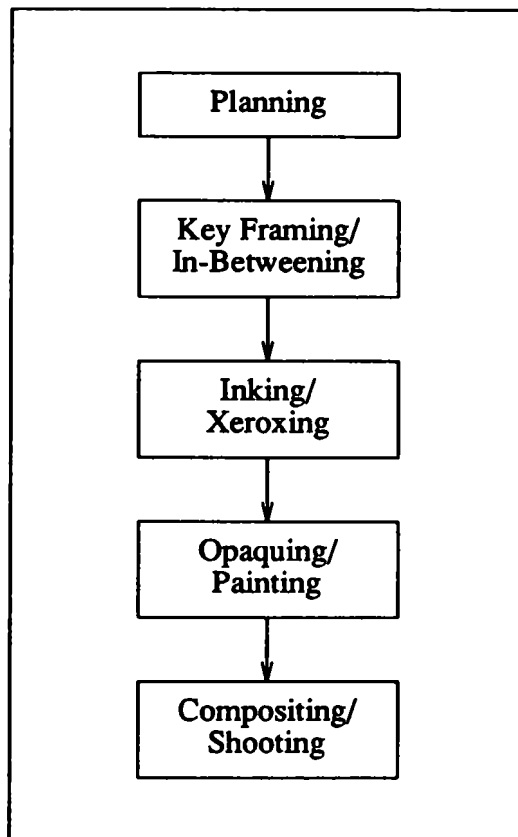 Planning
Key Framing/
In-Betweening
Inking/
Xeroxing
Opaquing/
Painting
Compositing/
Shooting